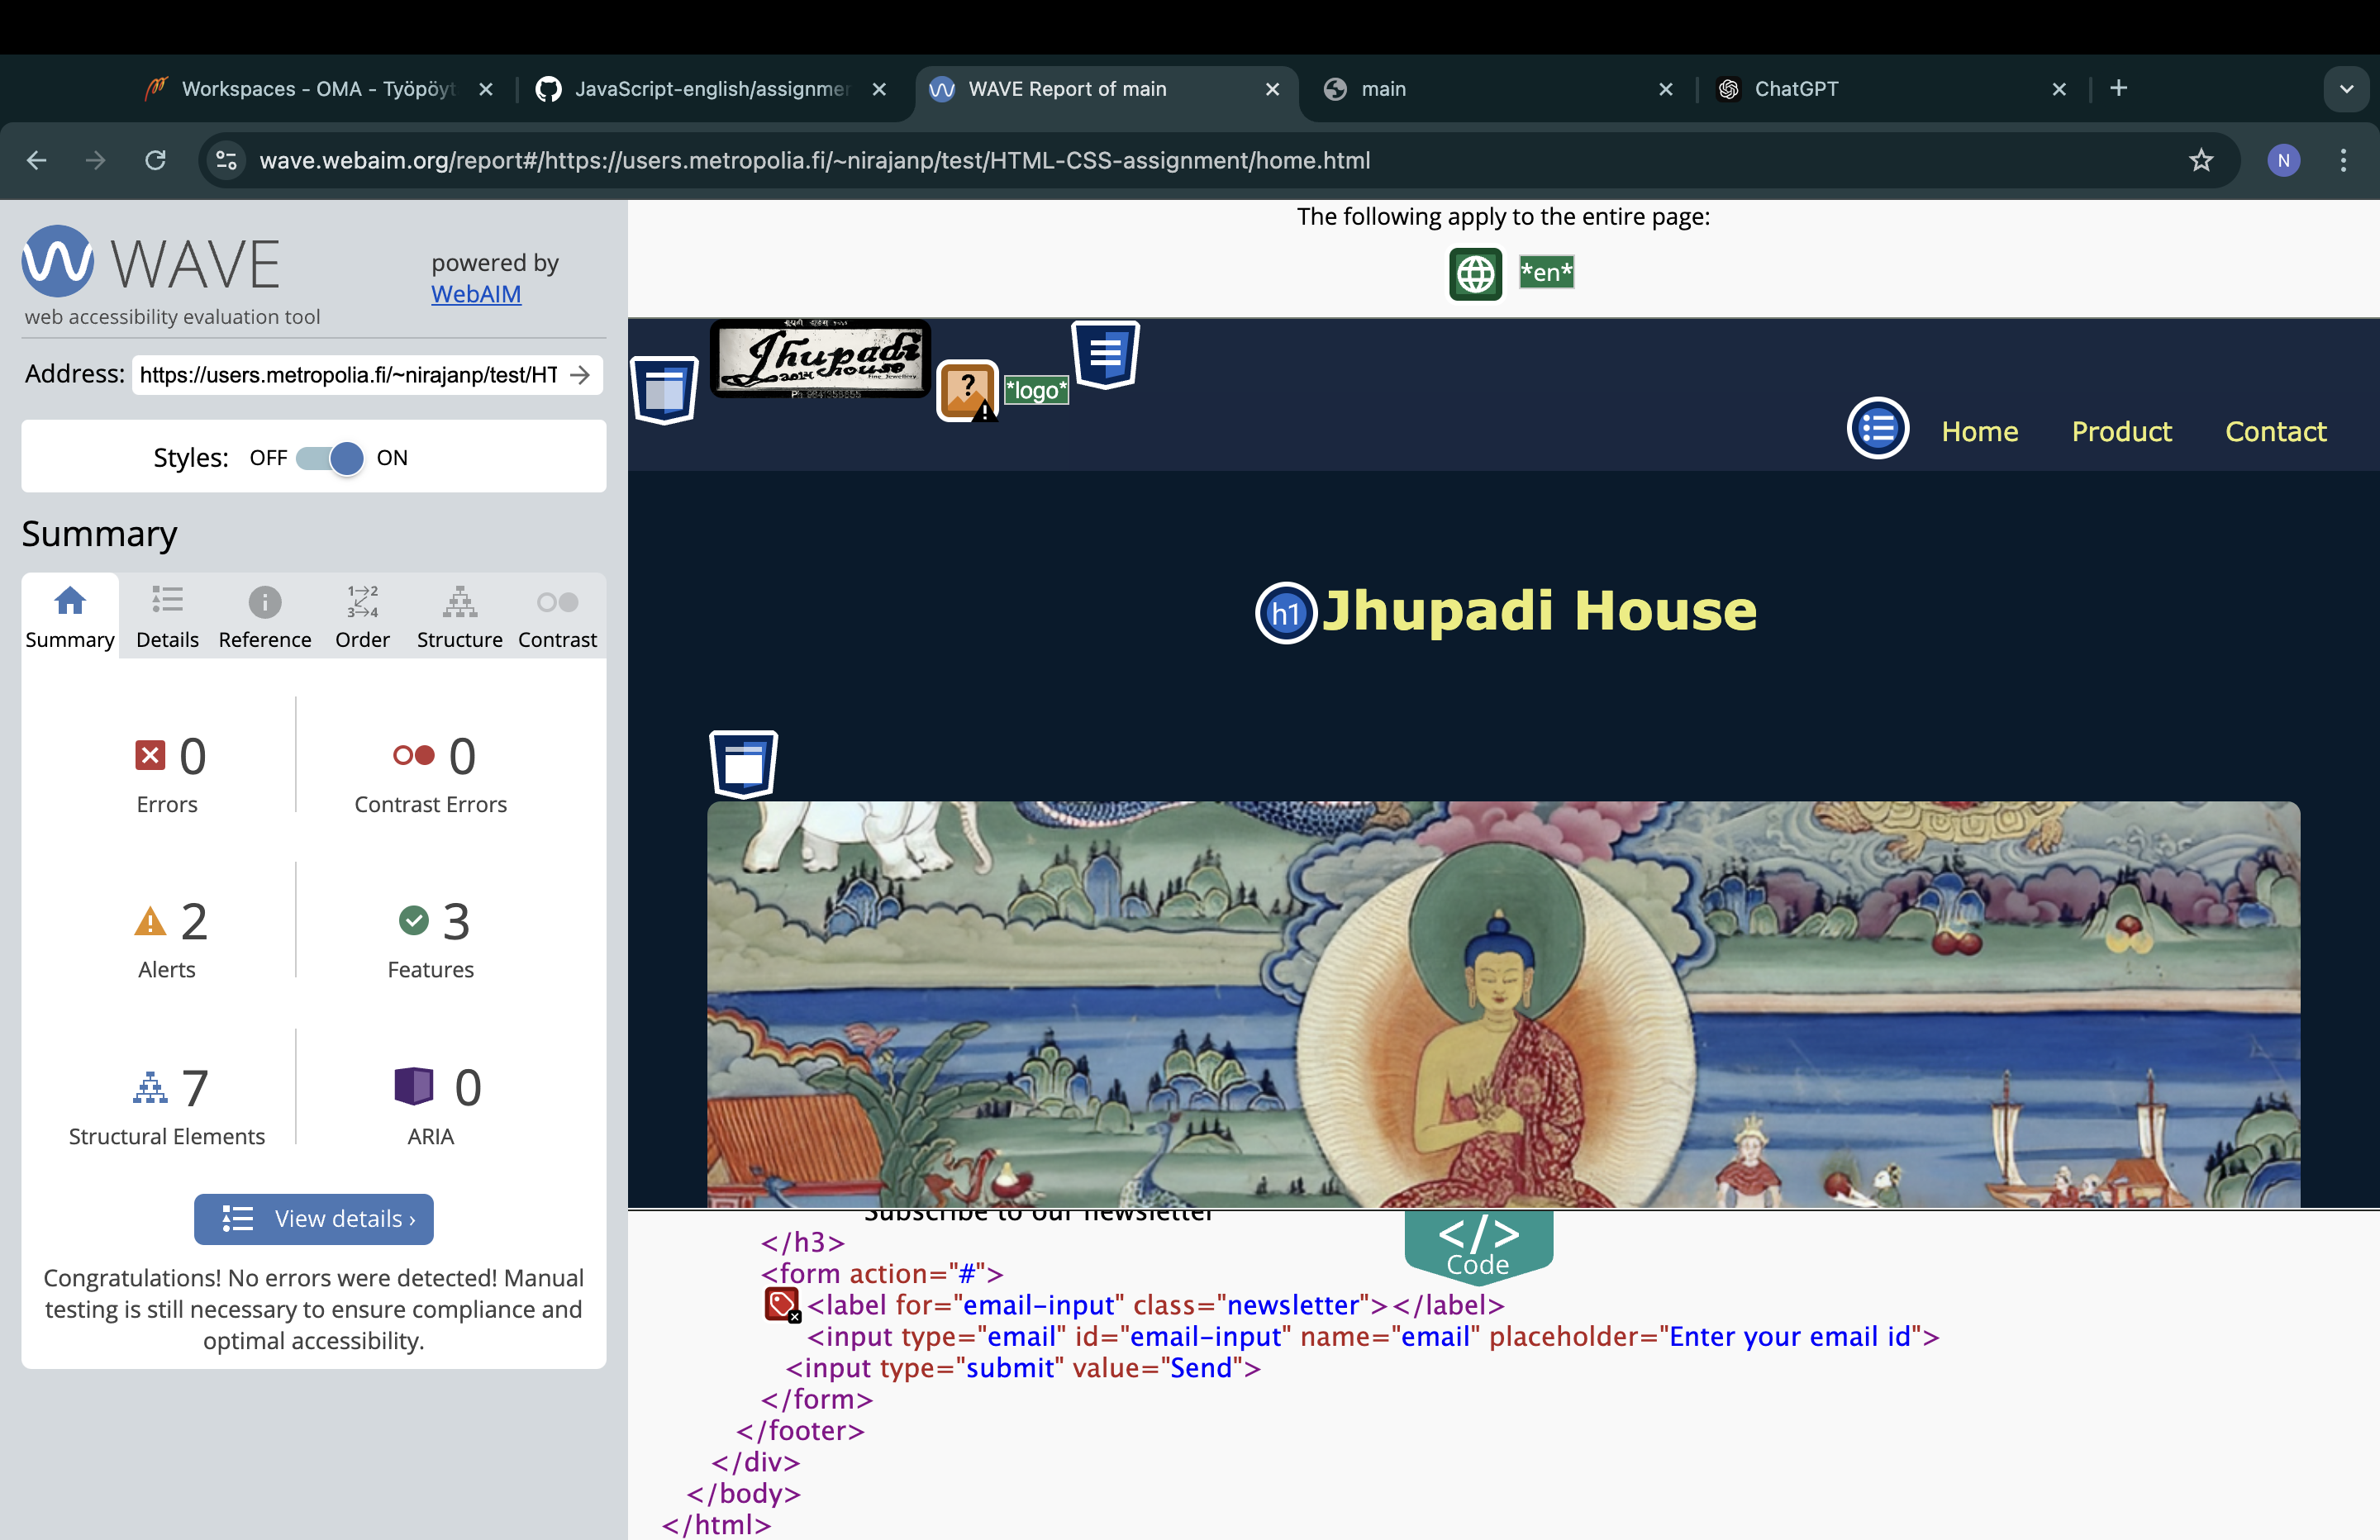 Workspaces - OMA - Työpöyt
JavaScript-english/assignmer
WAVE Report of main
main
ChatGPT
wave.webaim.org/report#/https://users.metropolia.fi/~nirajanp/test/HTML-CSS-assignment/home.html
N
WAVE
powered by
WebAIM
web accessibility evaluation tool
Address:
https://users.metropolia.fi/~nirajanp/test/HT
Styles: OFF ON
Summary
Summary
Details
Reference
Order
Structure
Contrast
0
Errors
0
Contrast Errors
2
Alerts
3
Features
7
Structural Elements
0
ARIA
View details ›
Congratulations! No errors were detected! Manual
testing is still necessary to ensure compliance and
optimal accessibility.
The following apply to the entire page:
*en*
Jhupadi
house
Fine Jewellery
*logo*
Home
Product
Contact
h1
Jhupadi House
Subscribe to our newsletter
</>
Code
</h3>
<form action="#">
<label for="email-input" class="newsletter"></label>
<input type="email" id="email-input" name="email" placeholder="Enter your email id">
<input type="submit" value="Send">
</form>
</footer>
</div>
</body>
</html>